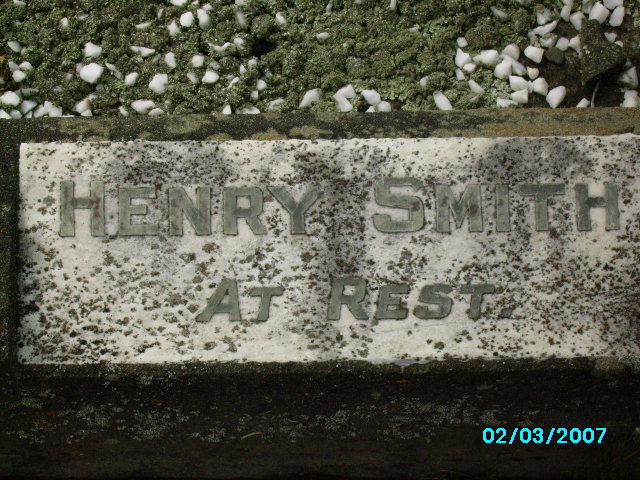 HENRY SMITH
AT REST.
02/03/2007